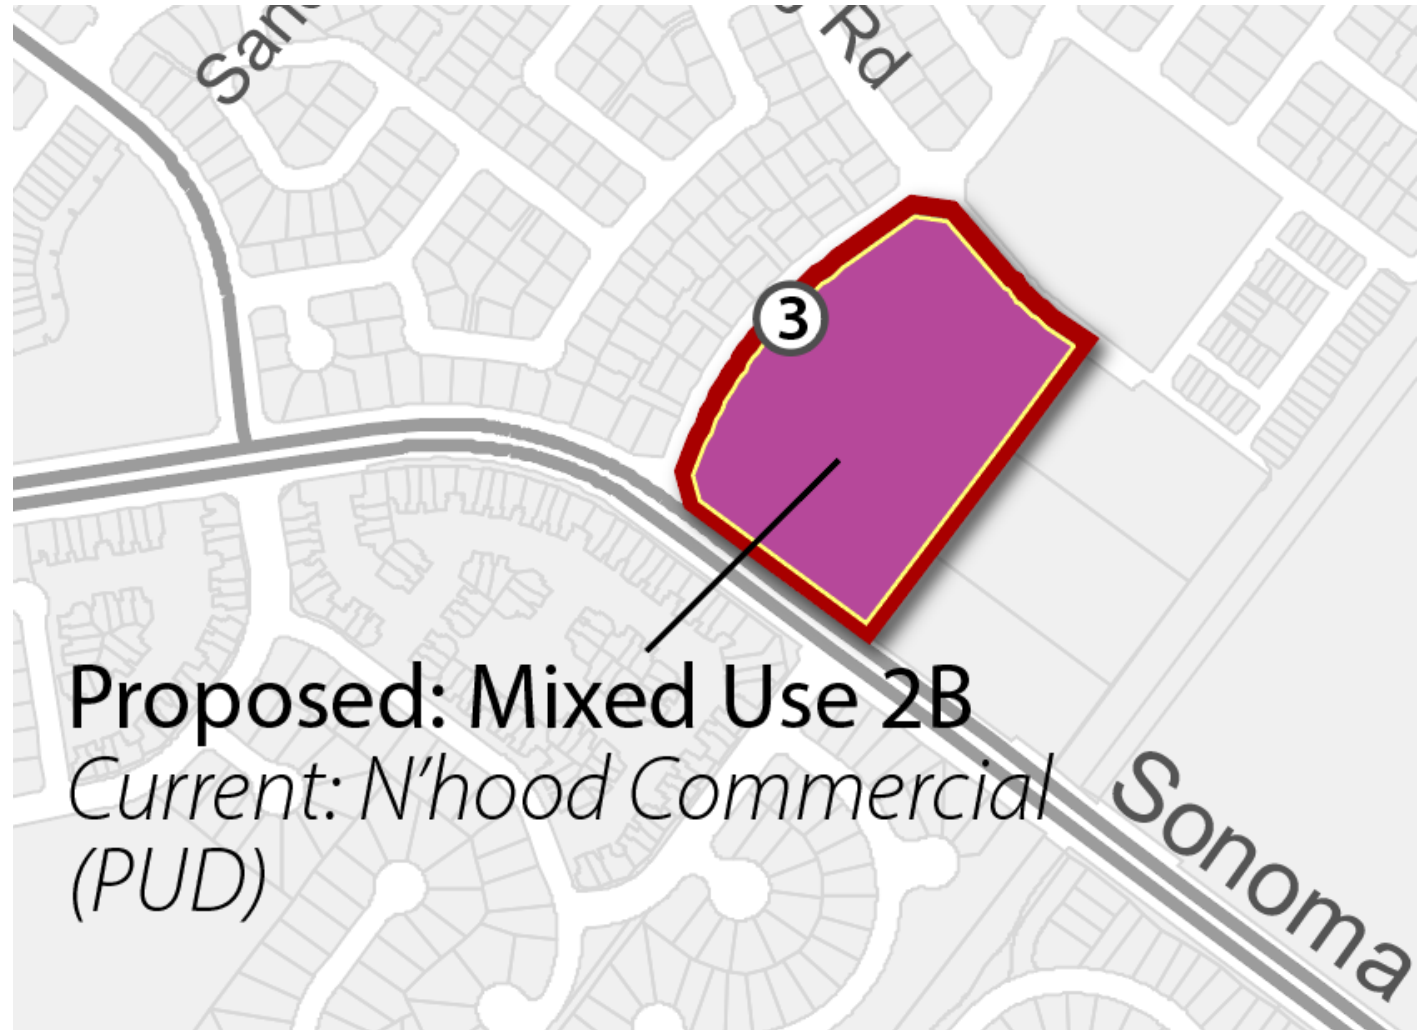 Rd
3
Proposed: Mixed Use 2B
Current: N'hood Commercial
(PUD)
Sonoma